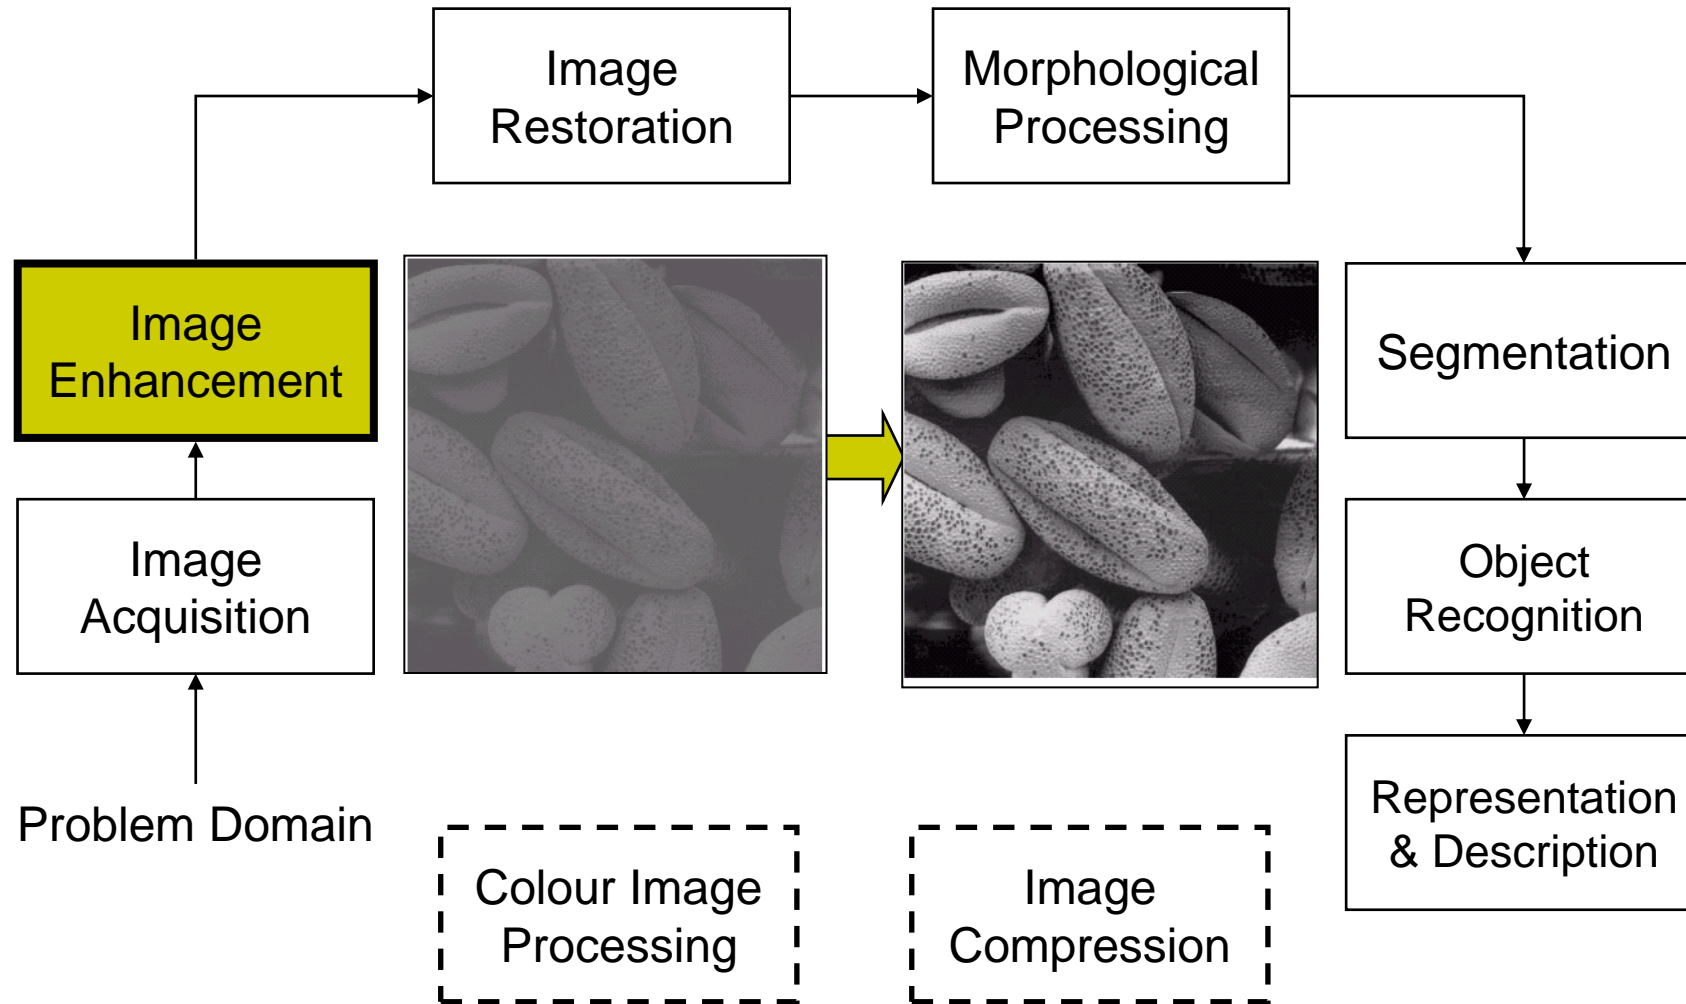 Image
Restoration
Morphological
Processing
Image
Enhancement
Segmentation
Image
Acquisition
Object
Recognition
Problem Domain
Representation
& Description
Colour Image
Processing
Image
Compression